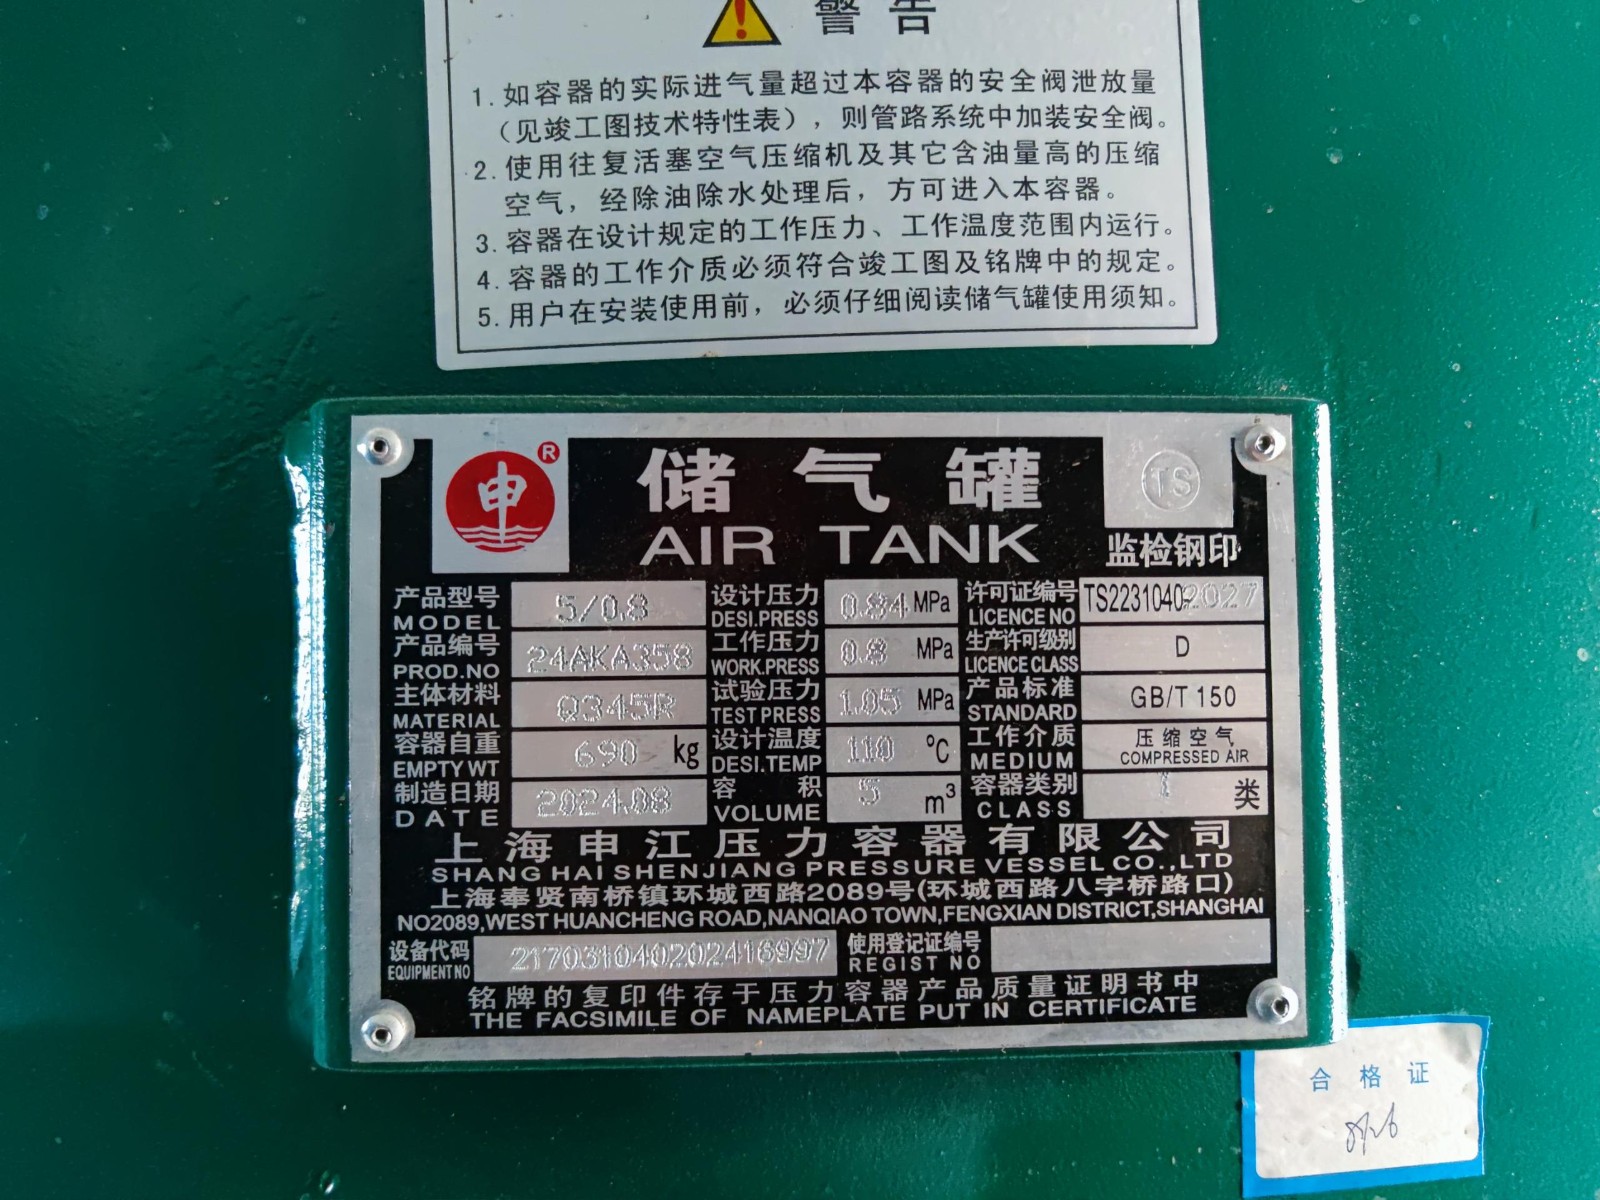 警告
1. 如容器的实际进气量超过本容器的安全阀泄放量
（见竣工图技术特性表），则管路系统中加装安全阀。
2. 使用往复活塞空气压缩机及其它含油量高的压缩
空气，经除油除水处理后，方可进入本容器。
3. 容器在设计规定的工作压力、工作温度范围内运行。
4. 容器的工作介质必须符合竣工图及铭牌中的规定。
5. 用户在安装使用前，必须仔细阅读储气罐使用须知。
申 ® 储气罐 TS
AIR TANK 监检钢印
产品型号 5/0.8 设计压力 0.84 MPa 许可证编号 TS2231040-2027
MODEL DESI.PRESS LICENCE NO
产品编号 24AKA358 工作压力 0.8 MPa 生产许可级别 D
PROD.NO WORK.PRESS LICENCE CLASS
主体材料 Q345R 试验压力 1.05 MPa 产品标准 GB/T 150
MATERIAL TEST PRESS STANDARD
容器自重 690 kg 设计温度 110 ℃ 工作介质 压缩空气
EMPTY WT DESI.TEMP MEDIUM COMPRESSED AIR
制造日期 2024.08 容积 5 m³ 容器类别 I 类
DATE VOLUME CLASS
上海申江压力容器有限公司
SHANG HAI SHENJIANG PRESSURE VESSEL CO.,LTD
上海奉贤南桥镇环城西路2089号(环城西路八字桥路口)
NO2089,WEST HUANCHENG ROAD,NANQIAO TOWN,FENGXIAN DISTRICT,SHANGHAI
设备代码 217031040202416997 使用登记证编号
EQUIPMENT NO REGIST NO
铭牌的复印件存于压力容器产品质量证明书中
THE FACSIMILE OF NAMEPLATE PUT IN CERTIFICATE
合格证